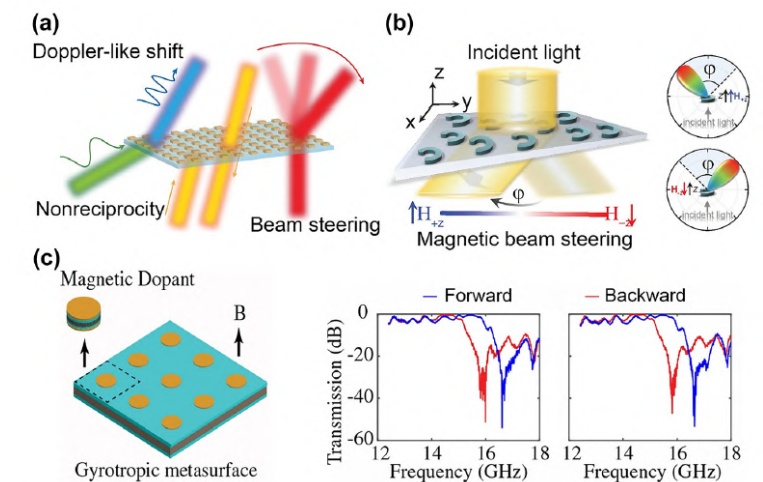 (a)
Doppler-like shift
Nonreciprocity
Beam steering
(b)
Incident light
z
y
x
φ
H+z
H-z
Magnetic beam steering
φ
z
H+z
incident light
φ
H-z
z
incident light
(c)
Magnetic Dopant
B
Gyrotropic metasurface
Forward
Backward
Transmission (dB)
0
-20
-40
-60
12
14
16
18
Frequency (GHz)
12
14
16
18
Frequency (GHz)